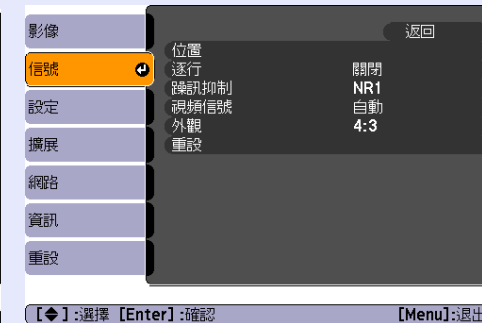 影像
信號
設定
擴展
網路
資訊
重設
返回
位置
逐行 關閉
躁訊抑制 NR1
視頻信號 自動
外觀 4:3
重設
[◆]:選擇 [Enter]:確認 [Menu]:退出